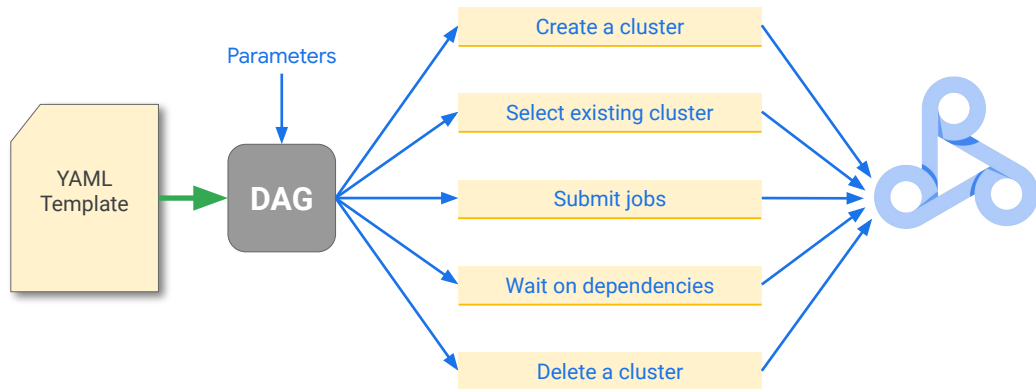 Parameters
YAML
Template
DAG
Create a cluster
Select existing cluster
Submit jobs
Wait on dependencies
Delete a cluster